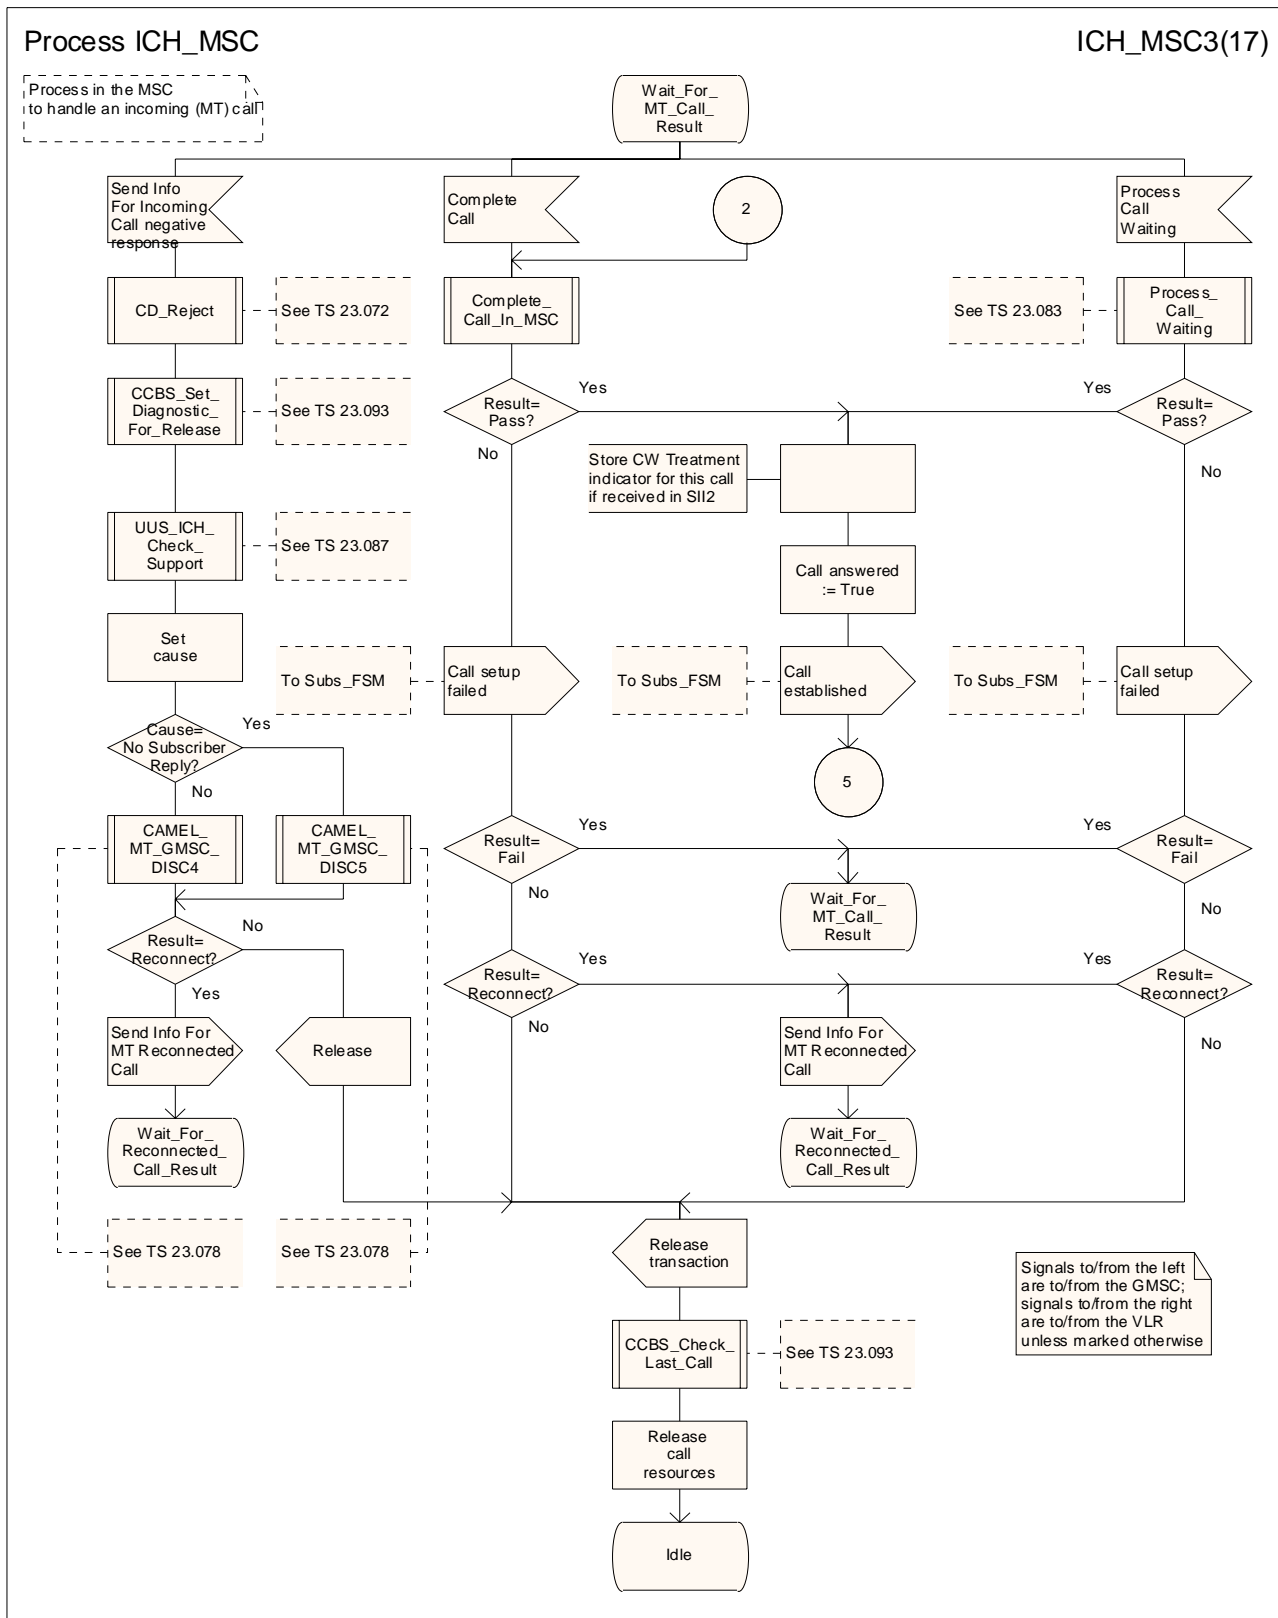 Process ICH_MSC
ICH_MSC3(17)
Process in the MSC
to handle an incoming (MT) call
Wait_For_
MT_Call_
Result
Send Info
For Incoming
Call negative
response
Complete
Call
2
Process
Call
Waiting
CD_Reject
See TS 23.072
Complete_
Call_In_MSC
See TS 23.083
Process_
Call_
Waiting
CCBS_Set_
Diagnostic_
For_Release
See TS 23.093
Result=
Pass?
Yes
No
Yes
Result=
Pass?
No
Store CW Treatment
indicator for this call
if received in SII2
UUS_ICH_
Check_
Support
See TS 23.087
Call answered
:= True
Set
cause
To Subs_FSM
Call setup
failed
To Subs_FSM
Call
established
To Subs_FSM
Call setup
failed
Cause=
No Subscriber
Reply?
Yes
No
5
CAMEL_
MT_GMSC_
DISC4
CAMEL_
MT_GMSC_
DISC5
Result=
Fail
Yes
No
Yes
Result=
Fail
No
Wait_For_
MT_Call_
Result
Result=
Reconnect?
No
Yes
Result=
Reconnect?
Yes
No
Yes
Result=
Reconnect?
No
Send Info For
MT Reconnected
Call
Release
Send Info For
MT Reconnected
Call
Wait_For_
Reconnected_
Call_Result
Wait_For_
Reconnected_
Call_Result
See TS 23.078
See TS 23.078
Release
transaction
Signals to/from the left
are to/from the GMSC;
signals to/from the right
are to/from the VLR
unless marked otherwise
CCBS_Check_
Last_Call
See TS 23.093
Release
call
resources
Idle